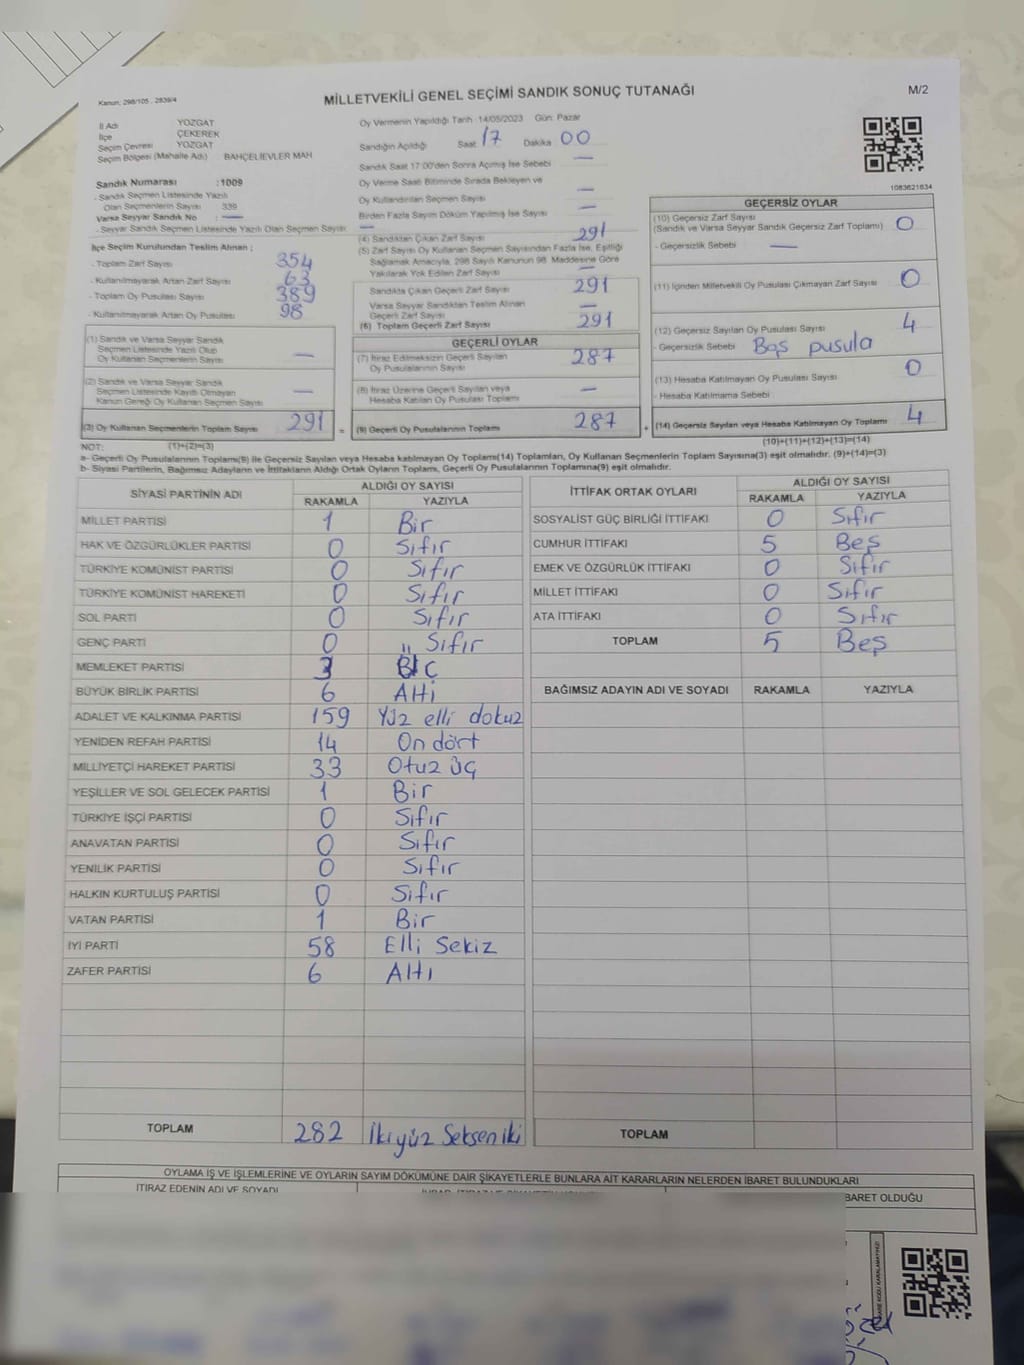 Kanun, 298/105 , 2839/4
MİLLETVEKİLİ GENEL SEÇİMİ SANDIK SONUÇ TUTANAĞI
M/2
İl Adı YOZGAT
İlçe ÇEKEREK
Seçim Çevresi YOZGAT
Seçim Bölgesi (Mahalle Adı) BAHÇELİEVLER MAH
Sandık Numarası : 1009
- Sandık Seçmen Listesinde Yazılı
Olan Seçmenlerin Sayısı 339
Varsa Seyyar Sandık No : —
- Seyyar Sandık Seçmen Listesinde Yazılı Olan Seçmen Sayısı —
İlçe Seçim Kurulundan Teslim Alınan ;
- Toplam Zarf Sayısı 354
- Kullanılmayarak Artan Zarf Sayısı 63
- Toplam Oy Pusulası Sayısı 389
- Kullanılmayarak Artan Oy Pusulası 98
(1) Sandık ve Varsa Seyyar Sandık
Seçmen Listesinde Yazılı Olup
Oy Kullanan Seçmenlerin Sayısı —
(2) Sandık ve Varsa Seyyar Sandık
Seçmen Listesinde Kayıtlı Olmayan
Kanun Gereği Oy Kullanan Seçmen Sayısı —
(3) Oy Kullanan Seçmenlerin Toplam Sayısı 291 =
Oy Vermenin Yapıldığı Tarih :14/05/2023 Gün: Pazar
Sandığın Açıldığı Saat 17 Dakika 00
Sandık Saat 17:00'den Sonra Açılmış İse Sebebi —
Oy Verme Saati Bitiminde Sırada Bekleyen ve
Oy Kullandırılan Seçmen Sayısı —
Birden Fazla Sayım Döküm Yapılmış İse Sayısı —
(4) Sandıktan Çıkan Zarf Sayısı 291
(5) Zarf Sayısı Oy Kullanan Seçmen Sayısından Fazla İse, Eşitliği
Sağlamak Amacıyla, 298 Sayılı Kanunun 98. Maddesine Göre
Yakılarak Yok Edilen Zarf Sayısı —
Sandıkta Çıkan Geçerli Zarf Sayısı 291
Varsa Seyyar Sandıktan Teslim Alınan
Geçerli Zarf Sayısı —
(6) Toplam Geçerli Zarf Sayısı 291
GEÇERLİ OYLAR
(7) İtiraz Edilmeksizin Geçerli Sayılan
Oy Pusulalarının Sayısı 287
(8) İtiraz Üzerine Geçerli Sayılan veya
Hesaba Katılan Oy Pusulası Toplamı —
(9) Geçerli Oy Pusulalarının Toplamı 287 +
1083621634
GEÇERSİZ OYLAR
(10) Geçersiz Zarf Sayısı
(Sandık ve Varsa Seyyar Sandık Geçersiz Zarf Toplamı) 0
- Geçersizlik Sebebi —
(11) İçinden Milletvekili Oy Pusulası Çıkmayan Zarf Sayısı 0
(12) Geçersiz Sayılan Oy Pusulası Sayısı 4
- Geçersizlik Sebebi Boş pusula
(13) Hesaba Katılmayan Oy Pusulası Sayısı 0
- Hesaba Katılmama Sebebi
(14) Geçersiz Sayılan veya Hesaba Katılmayan Oy Toplamı 4
NOT: (1)+(2)=(3) (10)+(11)+(12)+(13)=(14)
a- Geçerli Oy Pusulalarının Toplamı(9) ile Geçersiz Sayılan veya Hesaba Katılmayan Oy Toplamı(14) Toplamları, Oy Kullanan Seçmenlerin Toplam Sayısına(3) eşit olmalıdır. (9)+(14)=(3)
b- Siyasi Partilerin, Bağımsız Adayların ve İttifakların Aldığı Ortak Oyların Toplamı, Geçerli Oy Pusulalarının Toplamına(9) eşit olmalıdır.
SİYASİ PARTİNİN ADI ALDIĞI OY SAYISI
RAKAMLA YAZIYLA
MİLLET PARTİSİ 1 Bir
HAK VE ÖZGÜRLÜKLER PARTİSİ 0 Sıfır
TÜRKİYE KOMÜNİST PARTİSİ 0 Sıfır
TÜRKİYE KOMÜNİST HAREKETİ 0 Sıfır
SOL PARTİ 0 Sıfır
GENÇ PARTİ 0 Sıfır
MEMLEKET PARTİSİ 3
BÜYÜK BİRLİK PARTİSİ 6 Altı
ADALET VE KALKINMA PARTİSİ 159 Yüz elli dokuz
YENİDEN REFAH PARTİSİ 14 On dört
MİLLİYETÇİ HAREKET PARTİSİ 33 Otuz üç
YEŞİLLER VE SOL GELECEK PARTİSİ 1 Bir
TÜRKİYE İŞÇİ PARTİSİ 0 Sıfır
ANAVATAN PARTİSİ 0 Sıfır
YENİLİK PARTİSİ 0 Sıfır
HALKIN KURTULUŞ PARTİSİ 0 Sıfır
VATAN PARTİSİ 1 Bir
İYİ PARTİ 58 Elli Sekiz
ZAFER PARTİSİ 6 Altı
TOPLAM 282 İkiyüz Seksen iki
İTTİFAK ORTAK OYLARI ALDIĞI OY SAYISI
RAKAMLA YAZIYLA
SOSYALİST GÜÇ BİRLİĞİ İTTİFAKI 0 Sıfır
CUMHUR İTTİFAKI 5 Beş
EMEK VE ÖZGÜRLÜK İTTİFAKI 0 Sıfır
MİLLET İTTİFAKI 0 Sıfır
ATA İTTİFAKI 0 Sıfır
TOPLAM 5 Beş
BAĞIMSIZ ADAYIN ADI VE SOYADI RAKAMLA YAZIYLA
TOPLAM
OYLAMA İŞ VE İŞLEMLERİNE VE OYLARIN SAYIM DÖKÜMÜNE DAİR ŞİKAYETLERLE BUNLARA AİT KARARLARIN NELERDEN İBARET BULUNDUKLARI
İTİRAZ EDENİN ADI VE SOYADI
BARET OLDUĞU